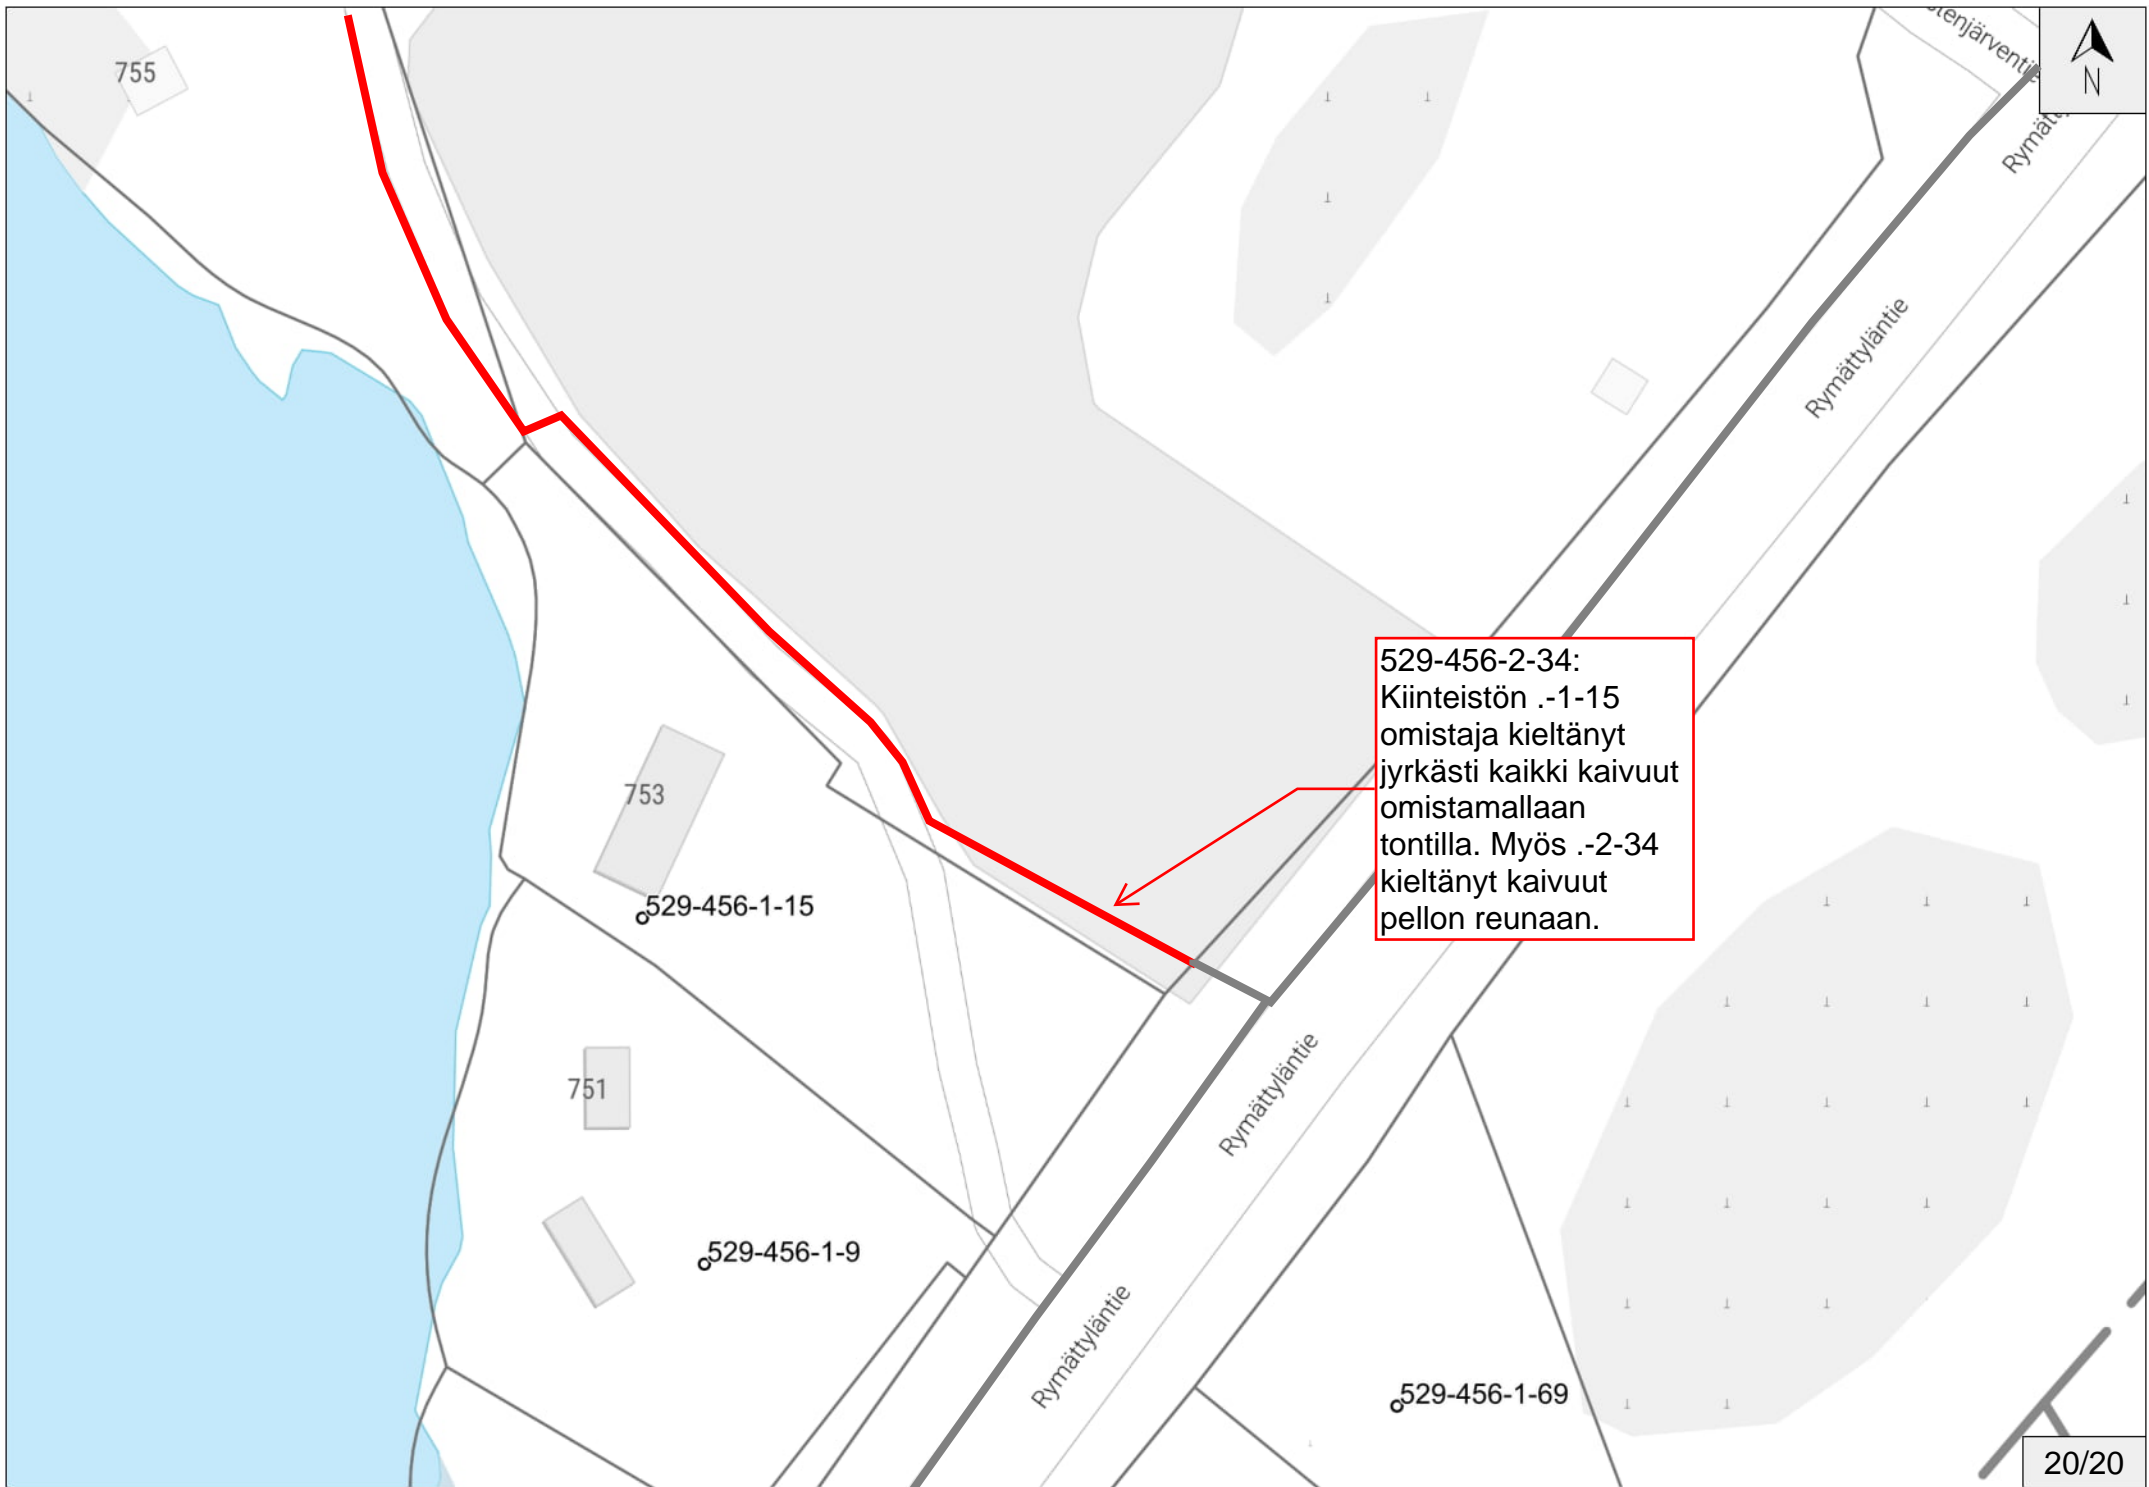 755
N
Rymättyläntie
529-456-2-34:
Kiinteistön .-1-15
omistaja kieltänyt
jyrkästi kaikki kaivuut
omistamallaan
tontilla. Myös .-2-34
kieltänyt kaivuut
pellon reunaan.
753
529-456-1-15
751
Rymättyläntie
529-456-1-9
Rymättyläntie
529-456-1-69
20/20